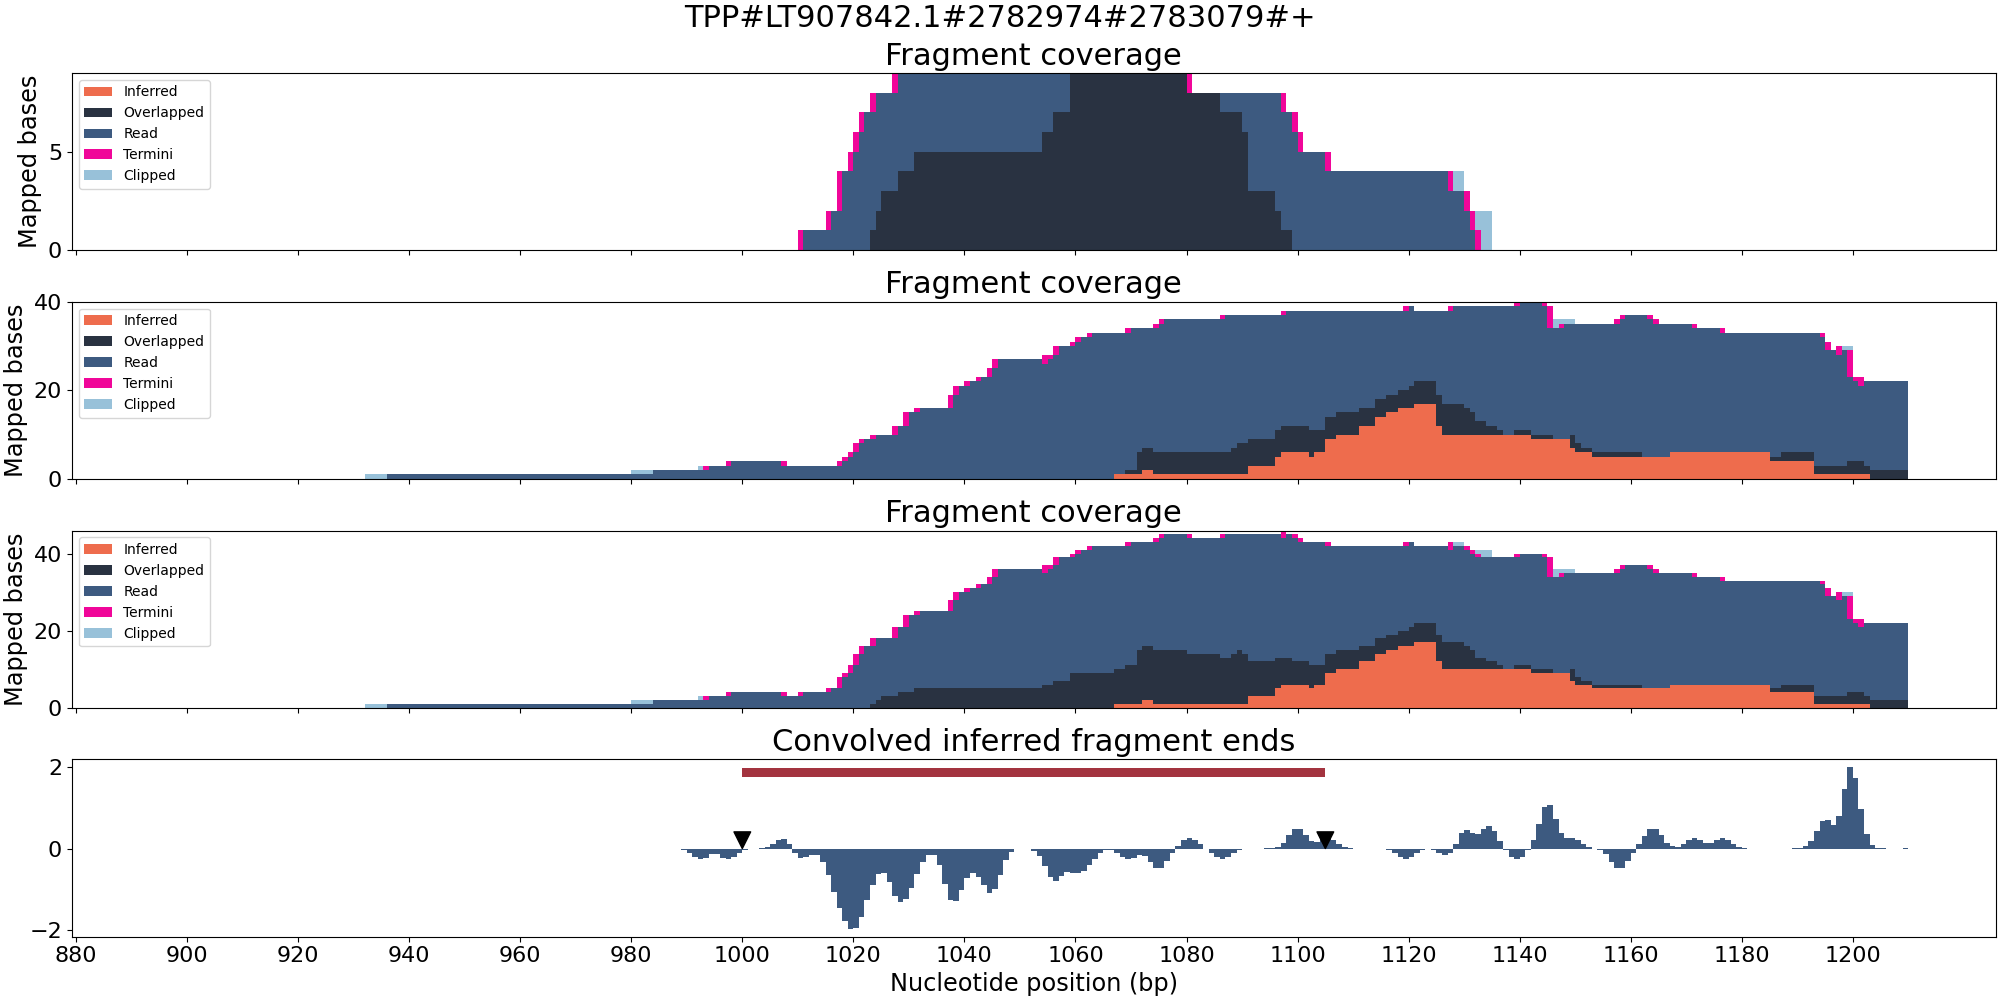 TPP#LT907842.1#2782974#2783079#+
Fragment coverage
Mapped bases
5
0
Inferred
Overlapped
Read
Termini
Clipped
Fragment coverage
Mapped bases
40
20
0
Inferred
Overlapped
Read
Termini
Clipped
Fragment coverage
Mapped bases
40
20
0
Inferred
Overlapped
Read
Termini
Clipped
Convolved inferred fragment ends
2
0
−2
880 900 920 940 960 980 1000 1020 1040 1060 1080 1100 1120 1140 1160 1180 1200
Nucleotide position (bp)